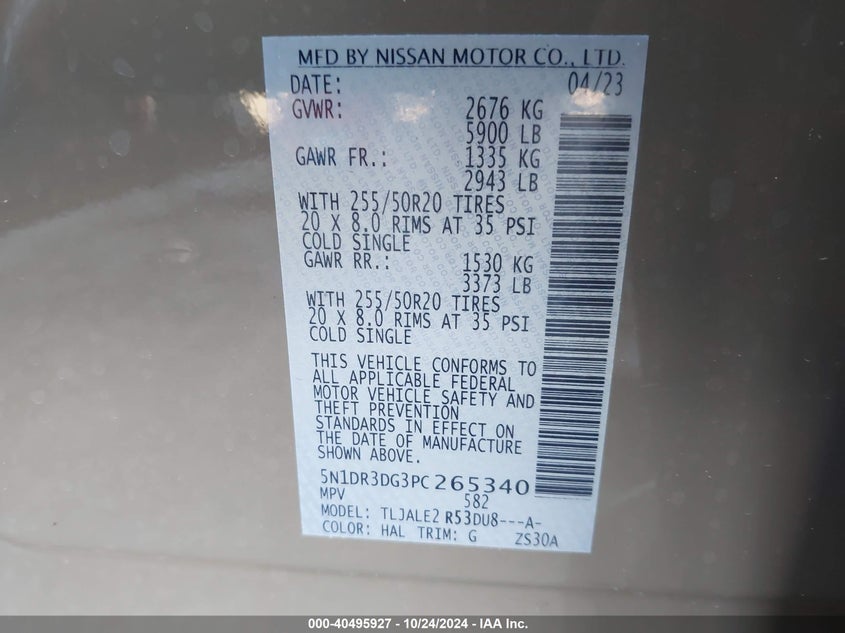 MFD BY NISSAN MOTOR CO., LTD.
DATE: 04/23
GVWR: 2676 KG
5900 LB
GAWR FR.: 1335 KG
2943 LB
WITH 255/50R20 TIRES
20 X 8.0 RIMS AT 35 PSI
COLD SINGLE
GAWR RR.: 1530 KG
3373 LB
WITH 255/50R20 TIRES
20 X 8.0 RIMS AT 35 PSI
COLD SINGLE
THIS VEHICLE CONFORMS TO
ALL APPLICABLE FEDERAL
MOTOR VEHICLE SAFETY AND
THEFT PREVENTION
STANDARDS IN EFFECT ON
THE DATE OF MANUFACTURE
SHOWN ABOVE.
5N1DR3DG3PC265340
MPV 582
MODEL: TLJALE2 R53DU8---A-
COLOR: HAL TRIM: G ZS30A
000-40495927 - 10/24/2024 - IAA Inc.